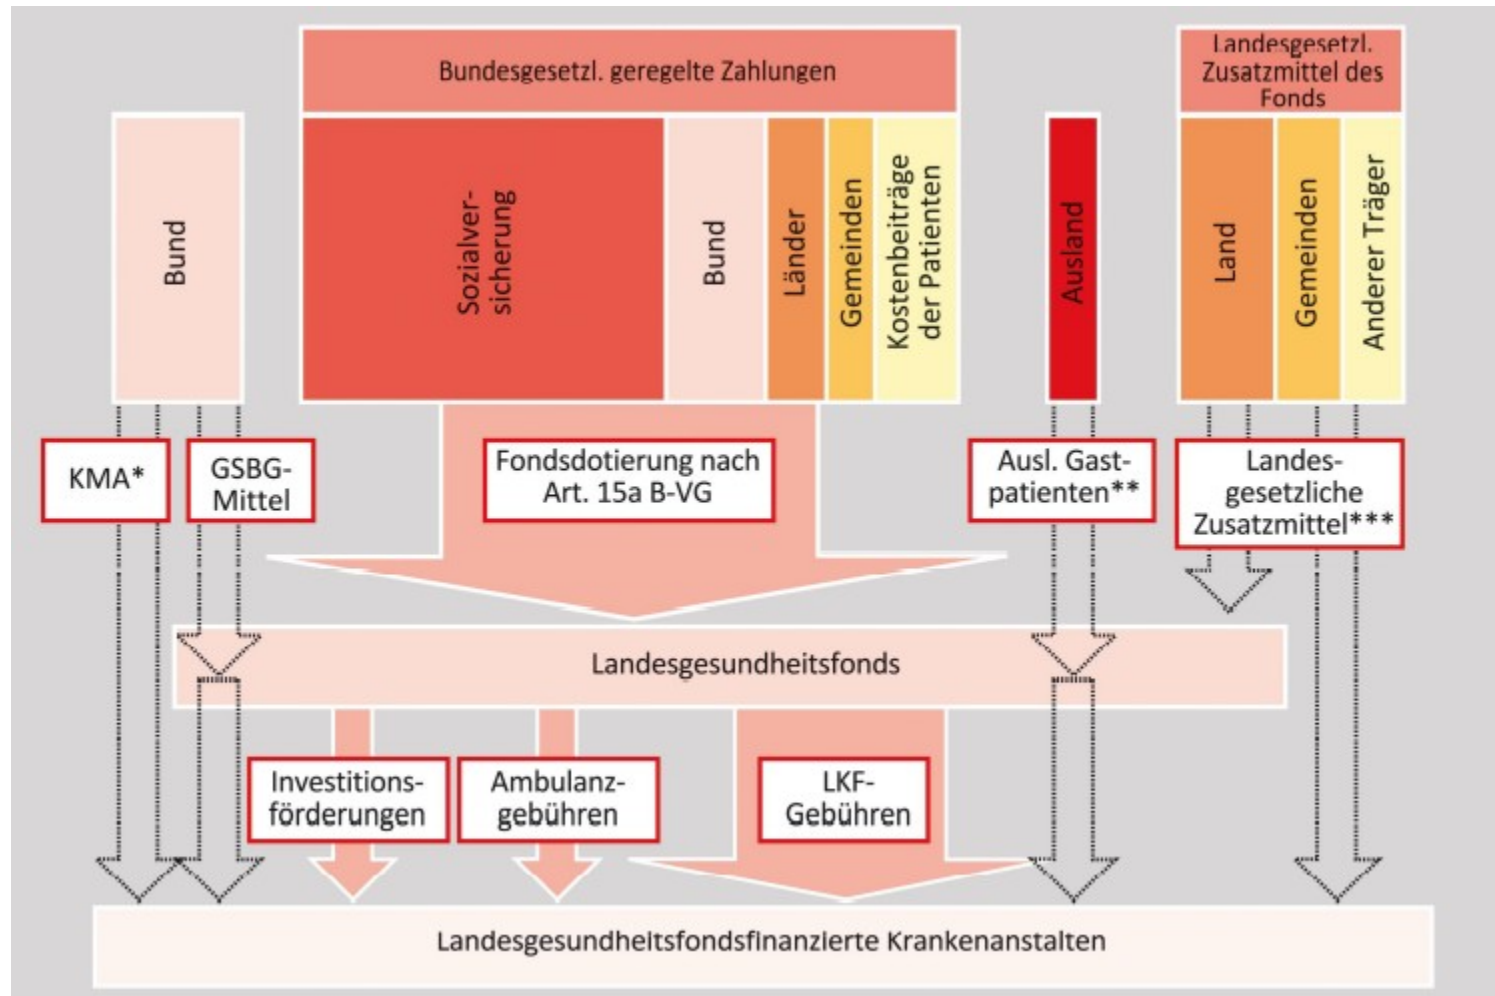 Bundesgesetzl. geregelte Zahlungen
Landesgesetzl.
Zusatzmittel des
Fonds
Bund
Sozialver-
sicherung
Bund
Länder
Gemeinden
Kostenbeiträge
der Patienten
Ausland
Land
Gemeinden
Anderer Träger
KMA*
GSBG-
Mittel
Fondsdotierung nach
Art. 15a B-VG
Ausl. Gast-
patienten**
Landes-
gesetzliche
Zusatzmittel***
Landesgesundheitsfonds
Investitions-
förderungen
Ambulanz-
gebühren
LKF-
Gebühren
Landesgesundheitsfondsfinanzierte Krankenanstalten